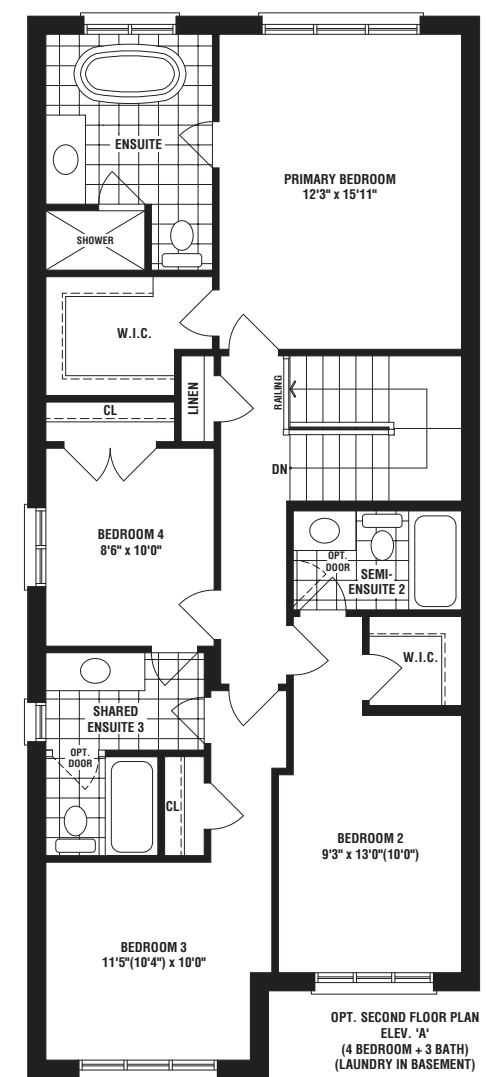 ENSUITE
PRIMARY BEDROOM
12'3" x 15'11"
SHOWER
W.I.C.
LINEN
RAILING
CL
DN
BEDROOM 4
8'6" x 10'0"
OPT.
DOOR
SEMI-
ENSUITE 2
W.I.C.
SHARED
ENSUITE 3
OPT.
DOOR
CL
BEDROOM 2
9'3" x 13'0"(10'0")
BEDROOM 3
11'5"(10'4") x 10'0"
OPT. SECOND FLOOR PLAN
ELEV. 'A'
(4 BEDROOM + 3 BATH)
(LAUNDRY IN BASEMENT)